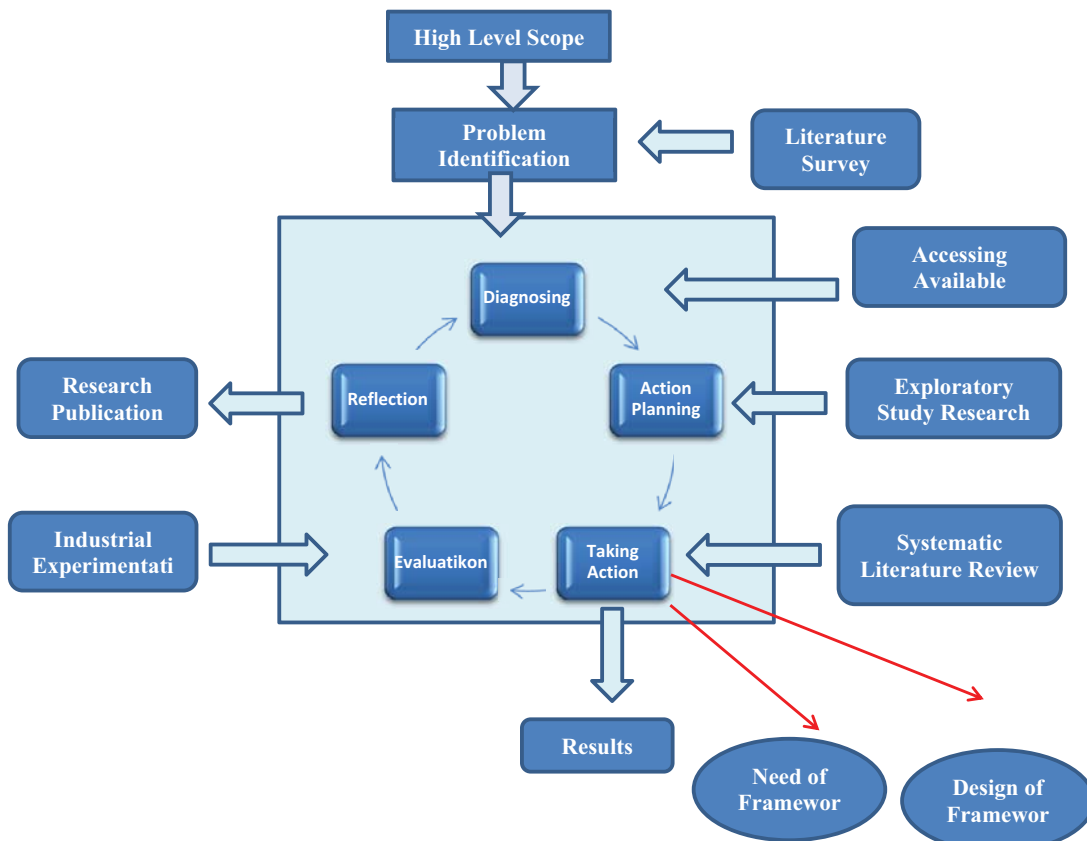 High Level Scope
Problem
Identification
Literature
Survey
Accessing
Available
Diagnosing
Research
Publication
Reflection
Action
Planning
Exploratory
Study Research
Industrial
Experimentati
Evaluatikon
Taking
Action
Systematic
Literature Review
Results
Need of
Framewor
Design of
Framewor